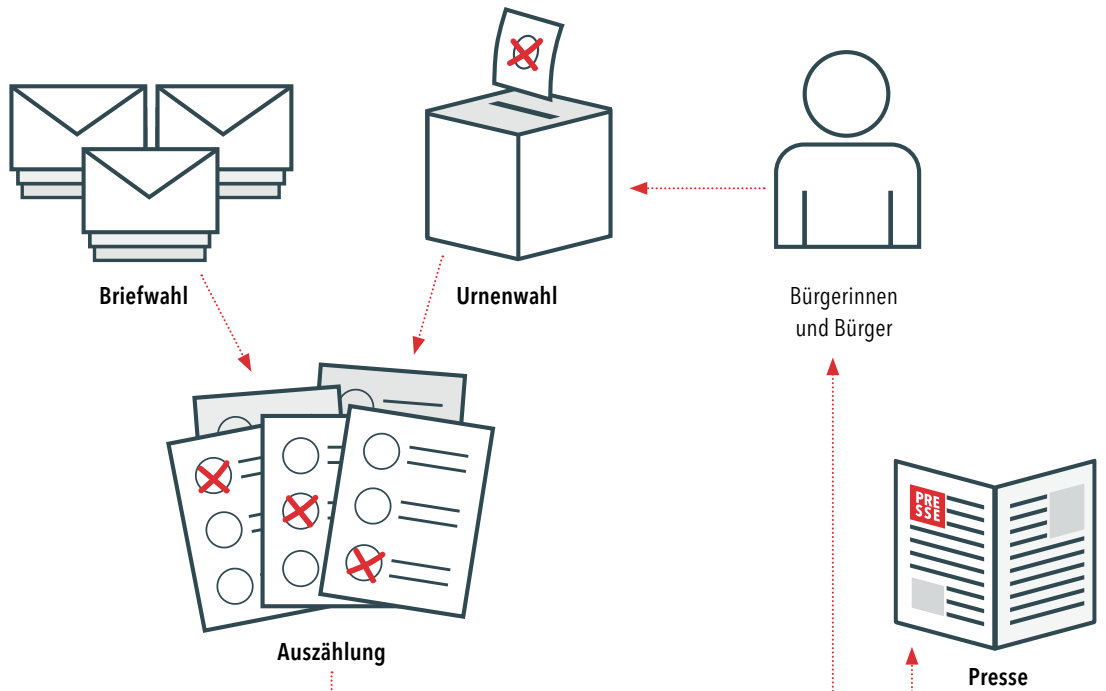 Briefwahl
Urnenwahl
Bürgerinnen
und Bürger
PRE
SSE
Auszählung
Presse